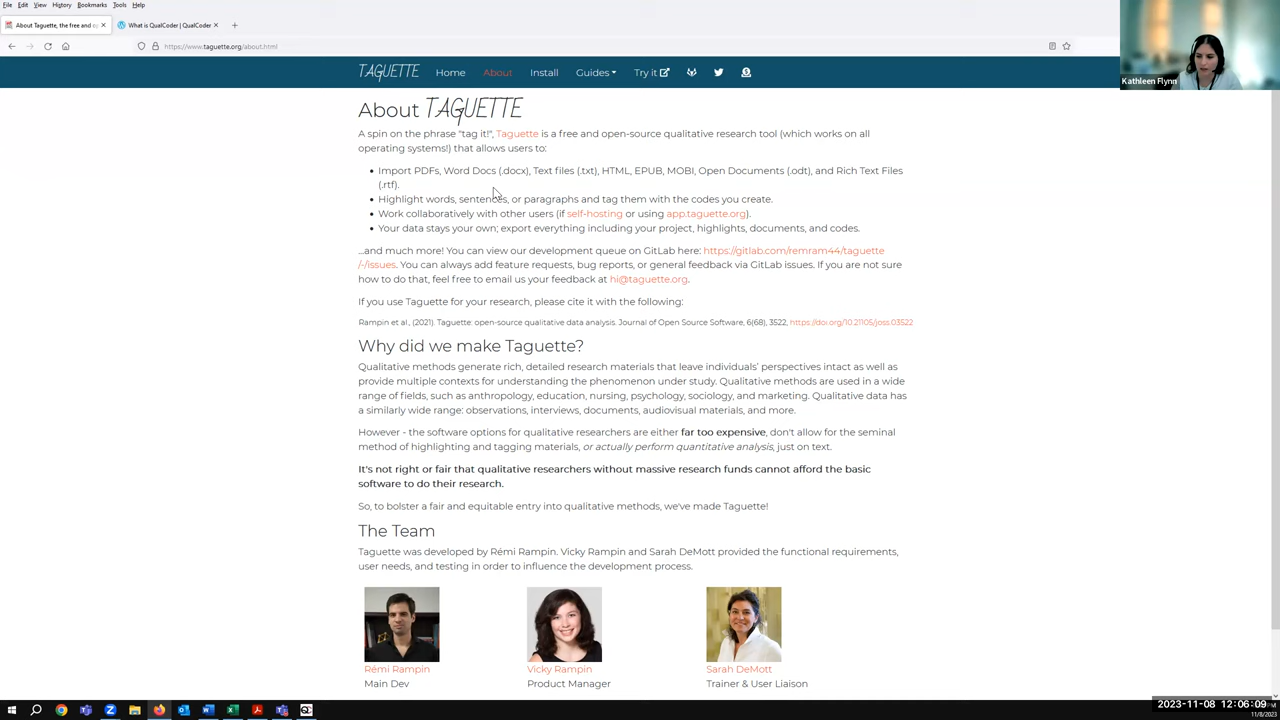 File Edit View History Bookmarks Tools Help
About Taguette, the free and op
What is QualCoder | QualCoder
https://www.taguette.org/about.html
TAGUETTE Home About Install Guides Try it
Kathleen Flynn
About TAGUETTE
A spin on the phrase "tag it!", Taguette is a free and open-source qualitative research tool (which works on all
operating systems!) that allows users to:
• Import PDFs, Word Docs (.docx), Text files (.txt), HTML, EPUB, MOBI, Open Documents (.odt), and Rich Text Files
(.rtf).
• Highlight words, sentences, or paragraphs and tag them with the codes you create.
• Work collaboratively with other users (if self-hosting or using app.taguette.org).
• Your data stays your own; export everything including your project, highlights, documents, and codes.
...and much more! You can view our development queue on GitLab here: https://gitlab.com/remram44/taguette
/-/issues. You can always add feature requests, bug reports, or general feedback via GitLab issues. If you are not sure
how to do that, feel free to email us your feedback at hi@taguette.org.
If you use Taguette for your research, please cite it with the following:
Rampin et al., (2021). Taguette: open-source qualitative data analysis. Journal of Open Source Software, 6(68), 3522, https://doi.org/10.21105/joss.03522
Why did we make Taguette?
Qualitative methods generate rich, detailed research materials that leave individuals' perspectives intact as well as
provide multiple contexts for understanding the phenomenon under study. Qualitative methods are used in a wide
range of fields, such as anthropology, education, nursing, psychology, sociology, and marketing. Qualitative data has
a similarly wide range: observations, interviews, documents, audiovisual materials, and more.
However - the software options for qualitative researchers are either far too expensive, don't allow for the seminal
method of highlighting and tagging materials, or actually perform quantitative analysis, just on text.
It's not right or fair that qualitative researchers without massive research funds cannot afford the basic
software to do their research.
So, to bolster a fair and equitable entry into qualitative methods, we've made Taguette!
The Team
Taguette was developed by Rémi Rampin. Vicky Rampin and Sarah DeMott provided the functional requirements,
user needs, and testing in order to influence the development process.
Rémi Rampin Vicky Rampin Sarah DeMott
Main Dev Product Manager Trainer & User Liaison
2023-11-08 12:06:09
11/8/2023